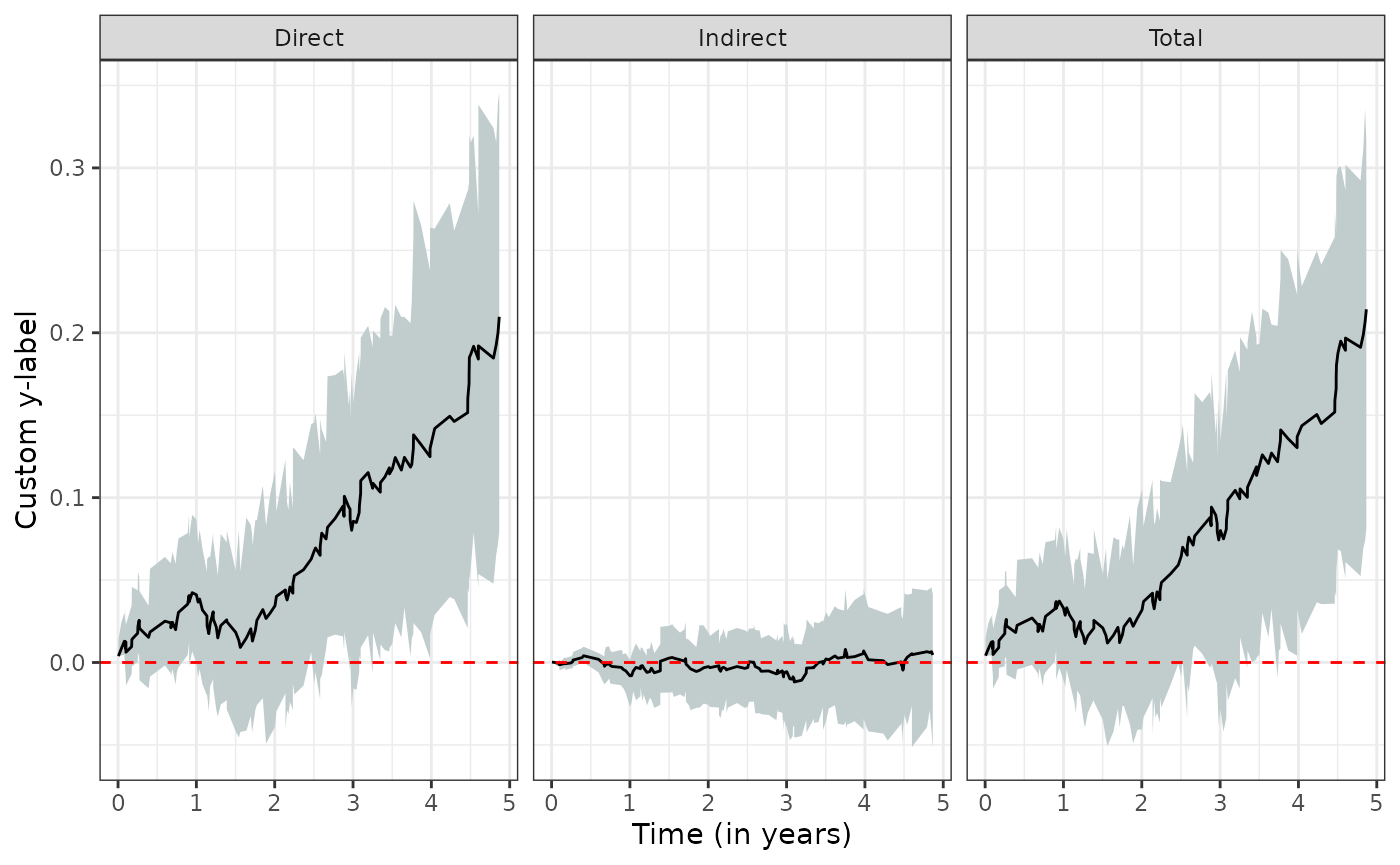 Direct Indirect Total
0.3
0.2
0.1
0.0
Custom y-label
0 1 2 3 4 5 0 1 2 3 4 5 0 1 2 3 4 5
Time (in years)